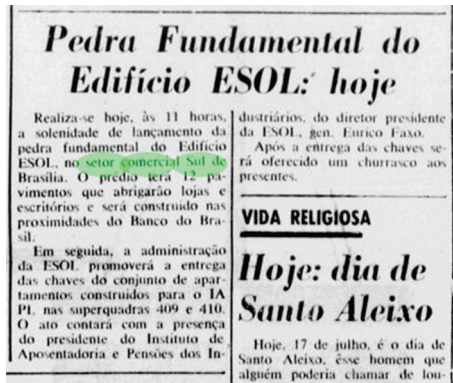 Pedra Fundamental do
Edifício ESOL: hoje
Realiza-se hoje, às 11 horas,
a solenidade de lançamento da
pedra fundamental do Edifício
ESOL, no setor comercial Sul de
Brasília. O prédio terá 12 pa-
vimentos que abrigarão lojas e
escritórios e será construído nas
proximidades do Banco do Bra-
sil.
Em seguida, a administração
da ESOL promoverá a entrega
das chaves do conjunto de apar-
tamentos construídos para o IA
PI, nas superquadras 409 e 410.
O ato contará com a presença
do presidente do Instituto de
Aposentadoria e Pensões dos In-
dustriários, do diretor presidente
da ESOL, gen. Eurico Faxo.
Após a entrega das chaves se-
rá oferecido um churrasco aos
presentes.
VIDA RELIGIOSA
Hoje: dia de
Santo Aleixo
Hoje, 17 de julho, é o dia de
Santo Aleixo, êsse homem que
alguém poderia chamar de lou-